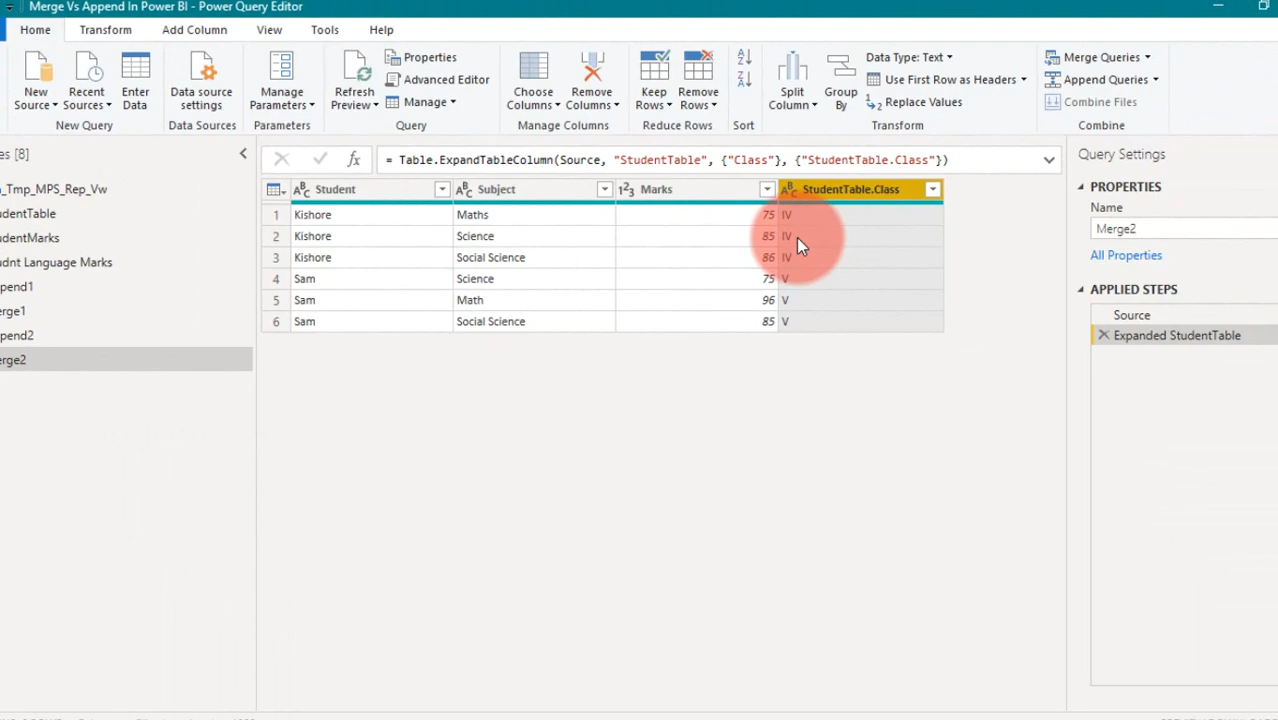 Merge Vs Append In Power BI - Power Query Editor
Home Transform Add Column View Tools Help
New Source
Recent Sources
Enter Data
Data source settings
Manage Parameters
Refresh Preview
Properties
Advanced Editor
Manage
Choose Columns
Remove Columns
Keep Rows
Remove Rows
Split Column
Group By
Data Type: Text
Use First Row as Headers
Replace Values
Merge Queries
Append Queries
Combine Files
New Query
Data Sources
Parameters
Query
Manage Columns
Reduce Rows
Sort
Transform
Combine
es [8]
_Tmp_MPS_Rep_Vw
udentTable
udentMarks
udnt Language Marks
pend1
erge1
pend2
erge2
= Table.ExpandTableColumn(Source, "StudentTable", {"Class"}, {"StudentTable.Class"})
Student Subject Marks StudentTable.Class
1 Kishore Maths 75 IV
2 Kishore Science 85 IV
3 Kishore Social Science 86 IV
4 Sam Science 75 V
5 Sam Math 96 V
6 Sam Social Science 85 V
Query Settings
PROPERTIES
Name
Merge2
All Properties
APPLIED STEPS
Source
Expanded StudentTable